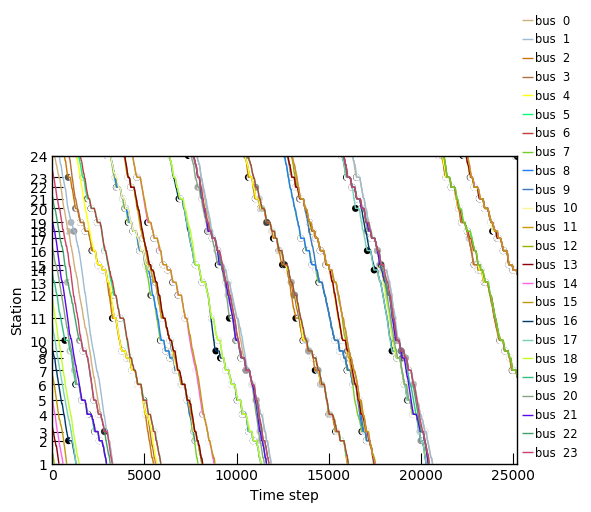 bus 0
bus 1
bus 2
bus 3
bus 4
bus 5
bus 6
bus 7
bus 8
bus 9
bus 10
bus 11
bus 12
bus 13
bus 14
bus 15
bus 16
bus 17
bus 18
bus 19
bus 20
bus 21
bus 22
bus 23
24
23
22
21
20
19
18
17
16
15
14
13
12
11
10
9
8
7
6
5
4
3
2
1
Station
0 5000 10000 15000 20000 25000
Time step